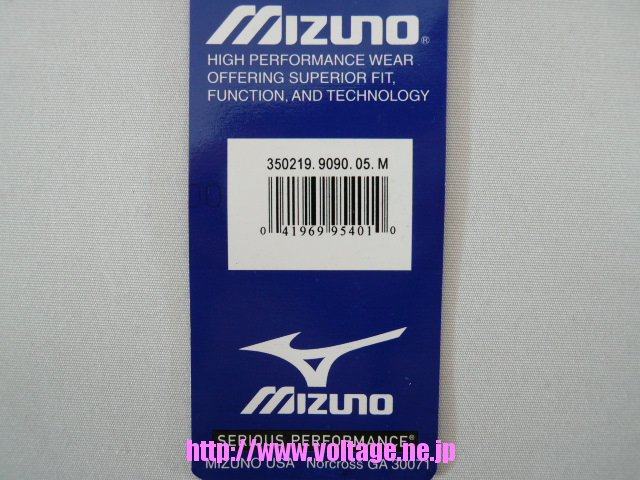 MIZUNO®
HIGH PERFORMANCE WEAR
OFFERING SUPERIOR FIT,
FUNCTION, AND TECHNOLOGY
350219.9090.05.M
0 41969 95401 0
MIZUNO
SERIOUS PERFORMANCE®
http://www.voltage.ne.jp
MIZUNO USA Norcross GA 30071